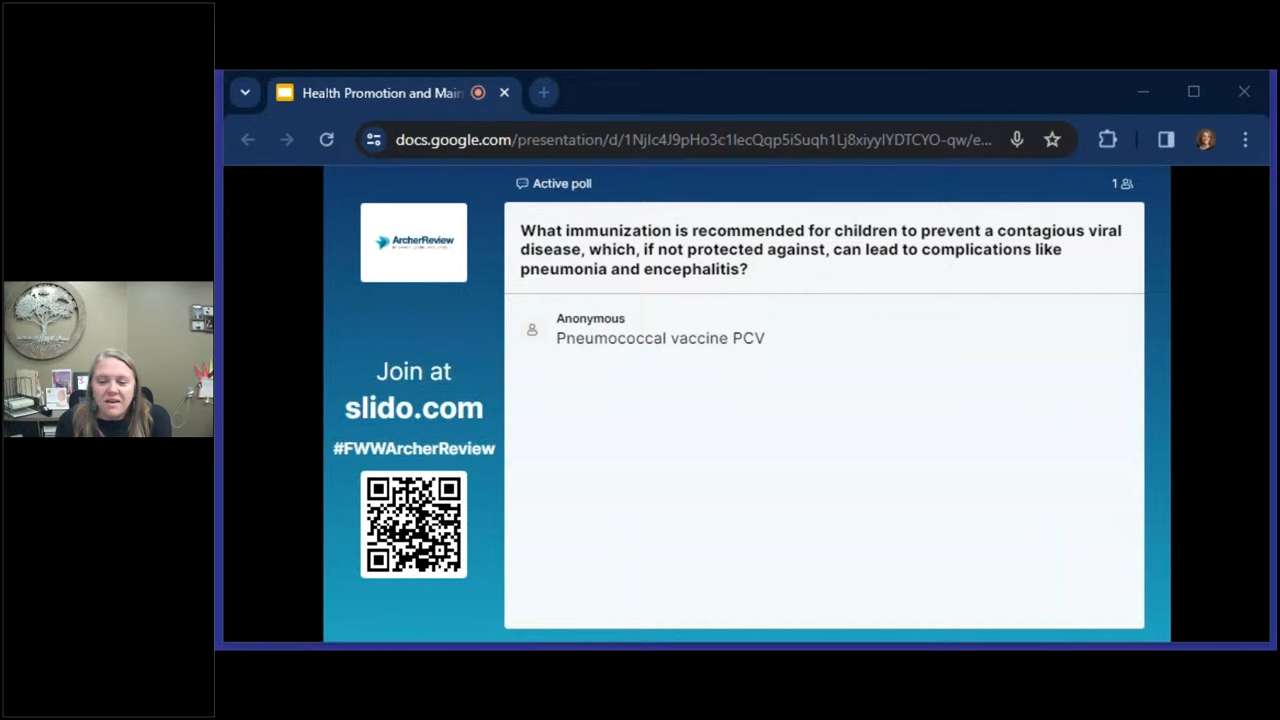 Health Promotion and Main
docs.google.com/presentation/d/1NjIc4J9pHo3c1IecQqp5iSuqh1Lj8xiyyIYDTCYO-qw/e...
Active poll
1
ArcherReview
What immunization is recommended for children to prevent a contagious viral
disease, which, if not protected against, can lead to complications like
pneumonia and encephalitis?
Anonymous
Pneumococcal vaccine PCV
Join at
slido.com
#FWWArcherReview